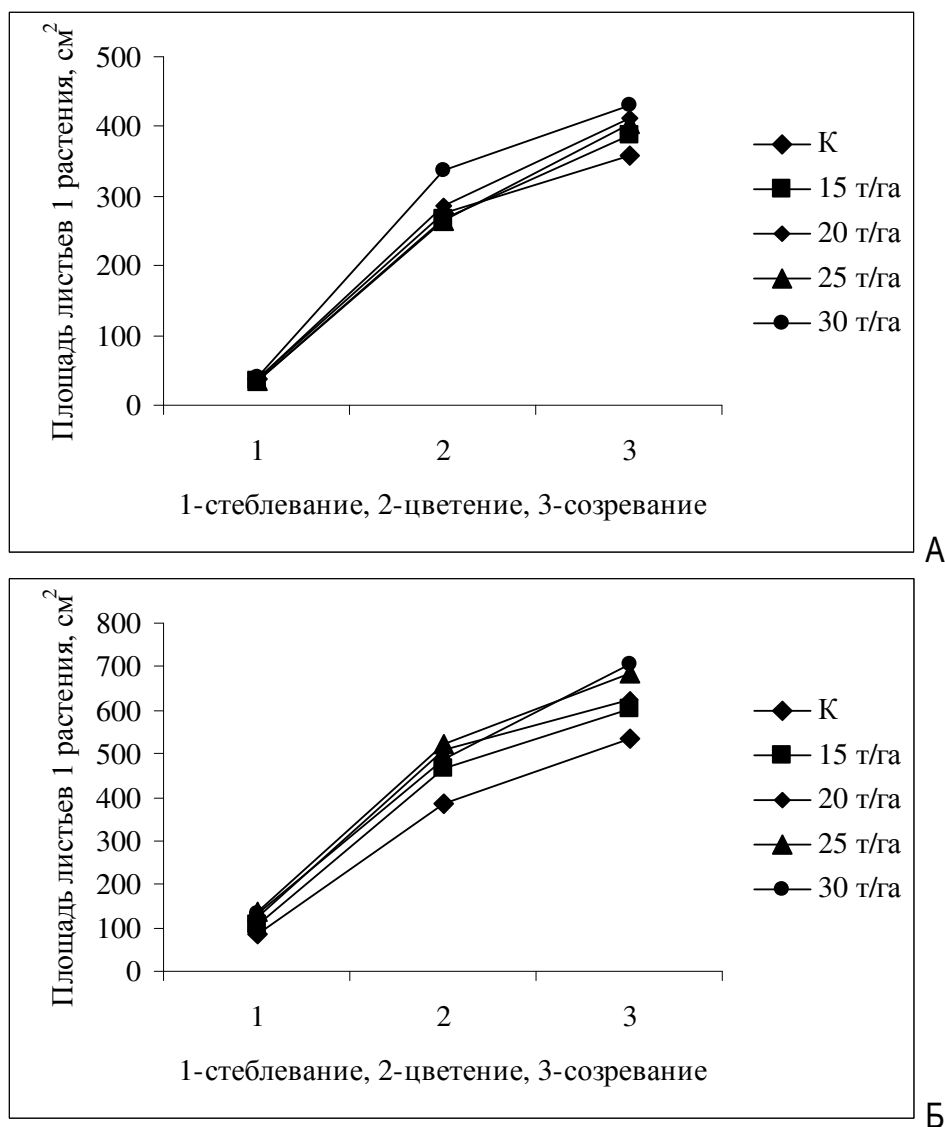 Площадь листьев 1 растения, см²
500
400
300
200
100
0
1 2 3
1-стеблевание, 2-цветение, 3-созревание
К
15 т/га
20 т/га
25 т/га
30 т/га
А
Площадь листьев 1 растения, см²
800
700
600
500
400
300
200
100
0
1 2 3
1-стеблевание, 2-цветение, 3-созревание
К
15 т/га
20 т/га
25 т/га
30 т/га
Б